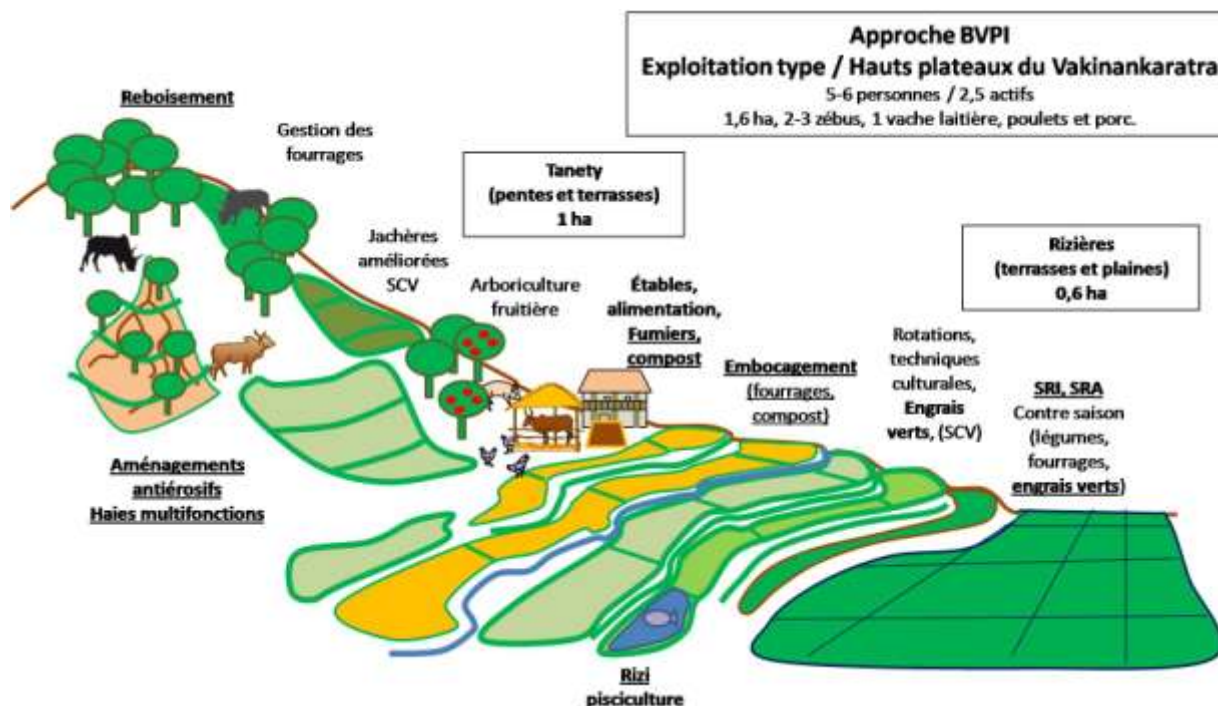 Approche BVPI
Exploitation type / Hauts plateaux du Vakinankaratra
5-6 personnes / 2,5 actifs
1,6 ha, 2-3 zébus, 1 vache laitière, poulets et porc.
Reboisement
Gestion des
fourrages
Tanety
(pentes et terrasses)
1 ha
Rizières
(terrasses et plaines)
0,6 ha
Jachères
améliorées
SCV
Arboriculture
fruitière
Étables,
alimentation,
Fumiers,
compost
Embocagement
(fourrages,
compost)
Rotations,
techniques
culturales,
Engrais
verts, (SCV)
SRI, SRA
Contre saison
(légumes,
fourrages,
engrais verts)
Aménagements
antiérosifs
Haies multifonctions
Rizi
pisciculture